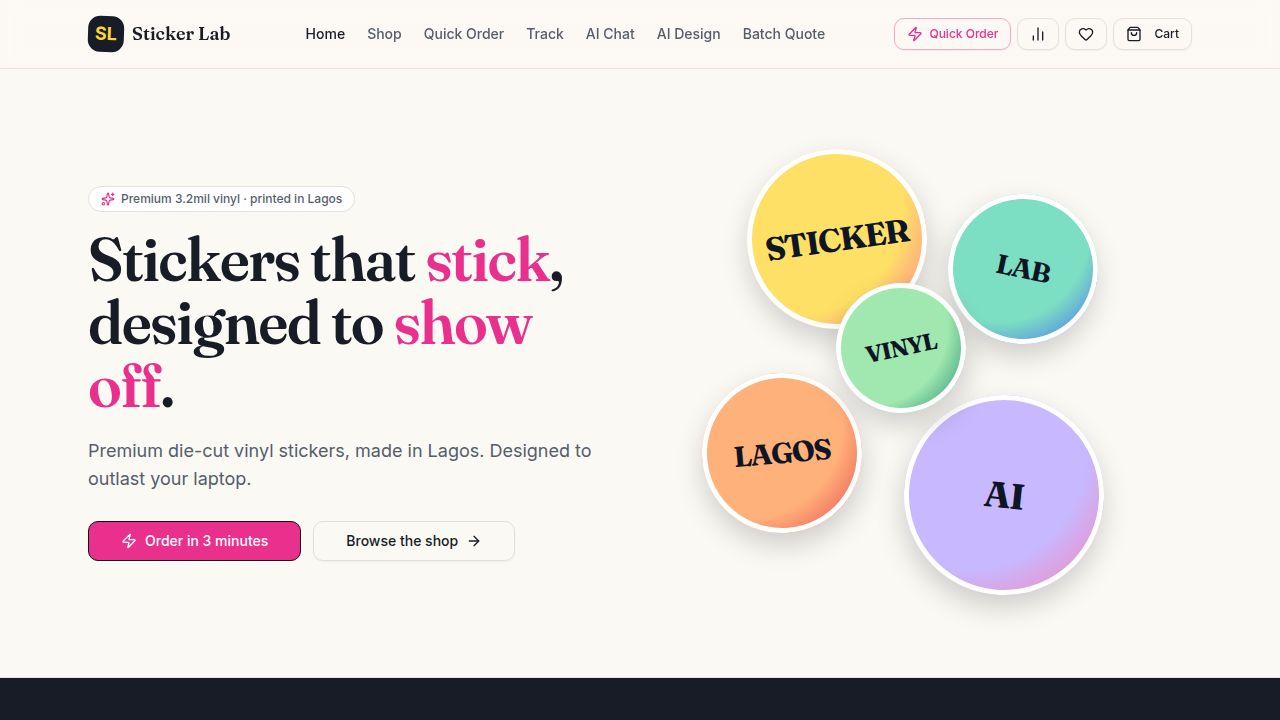 SL Sticker Lab
Home Shop Quick Order Track AI Chat AI Design Batch Quote
Quick Order
Cart
Premium 3.2mil vinyl · printed in Lagos
Stickers that stick,
designed to show
off.
Premium die-cut vinyl stickers, made in Lagos. Designed to
outlast your laptop.
Order in 3 minutes
Browse the shop
STICKER
LAB
VINYL
LAGOS
AI